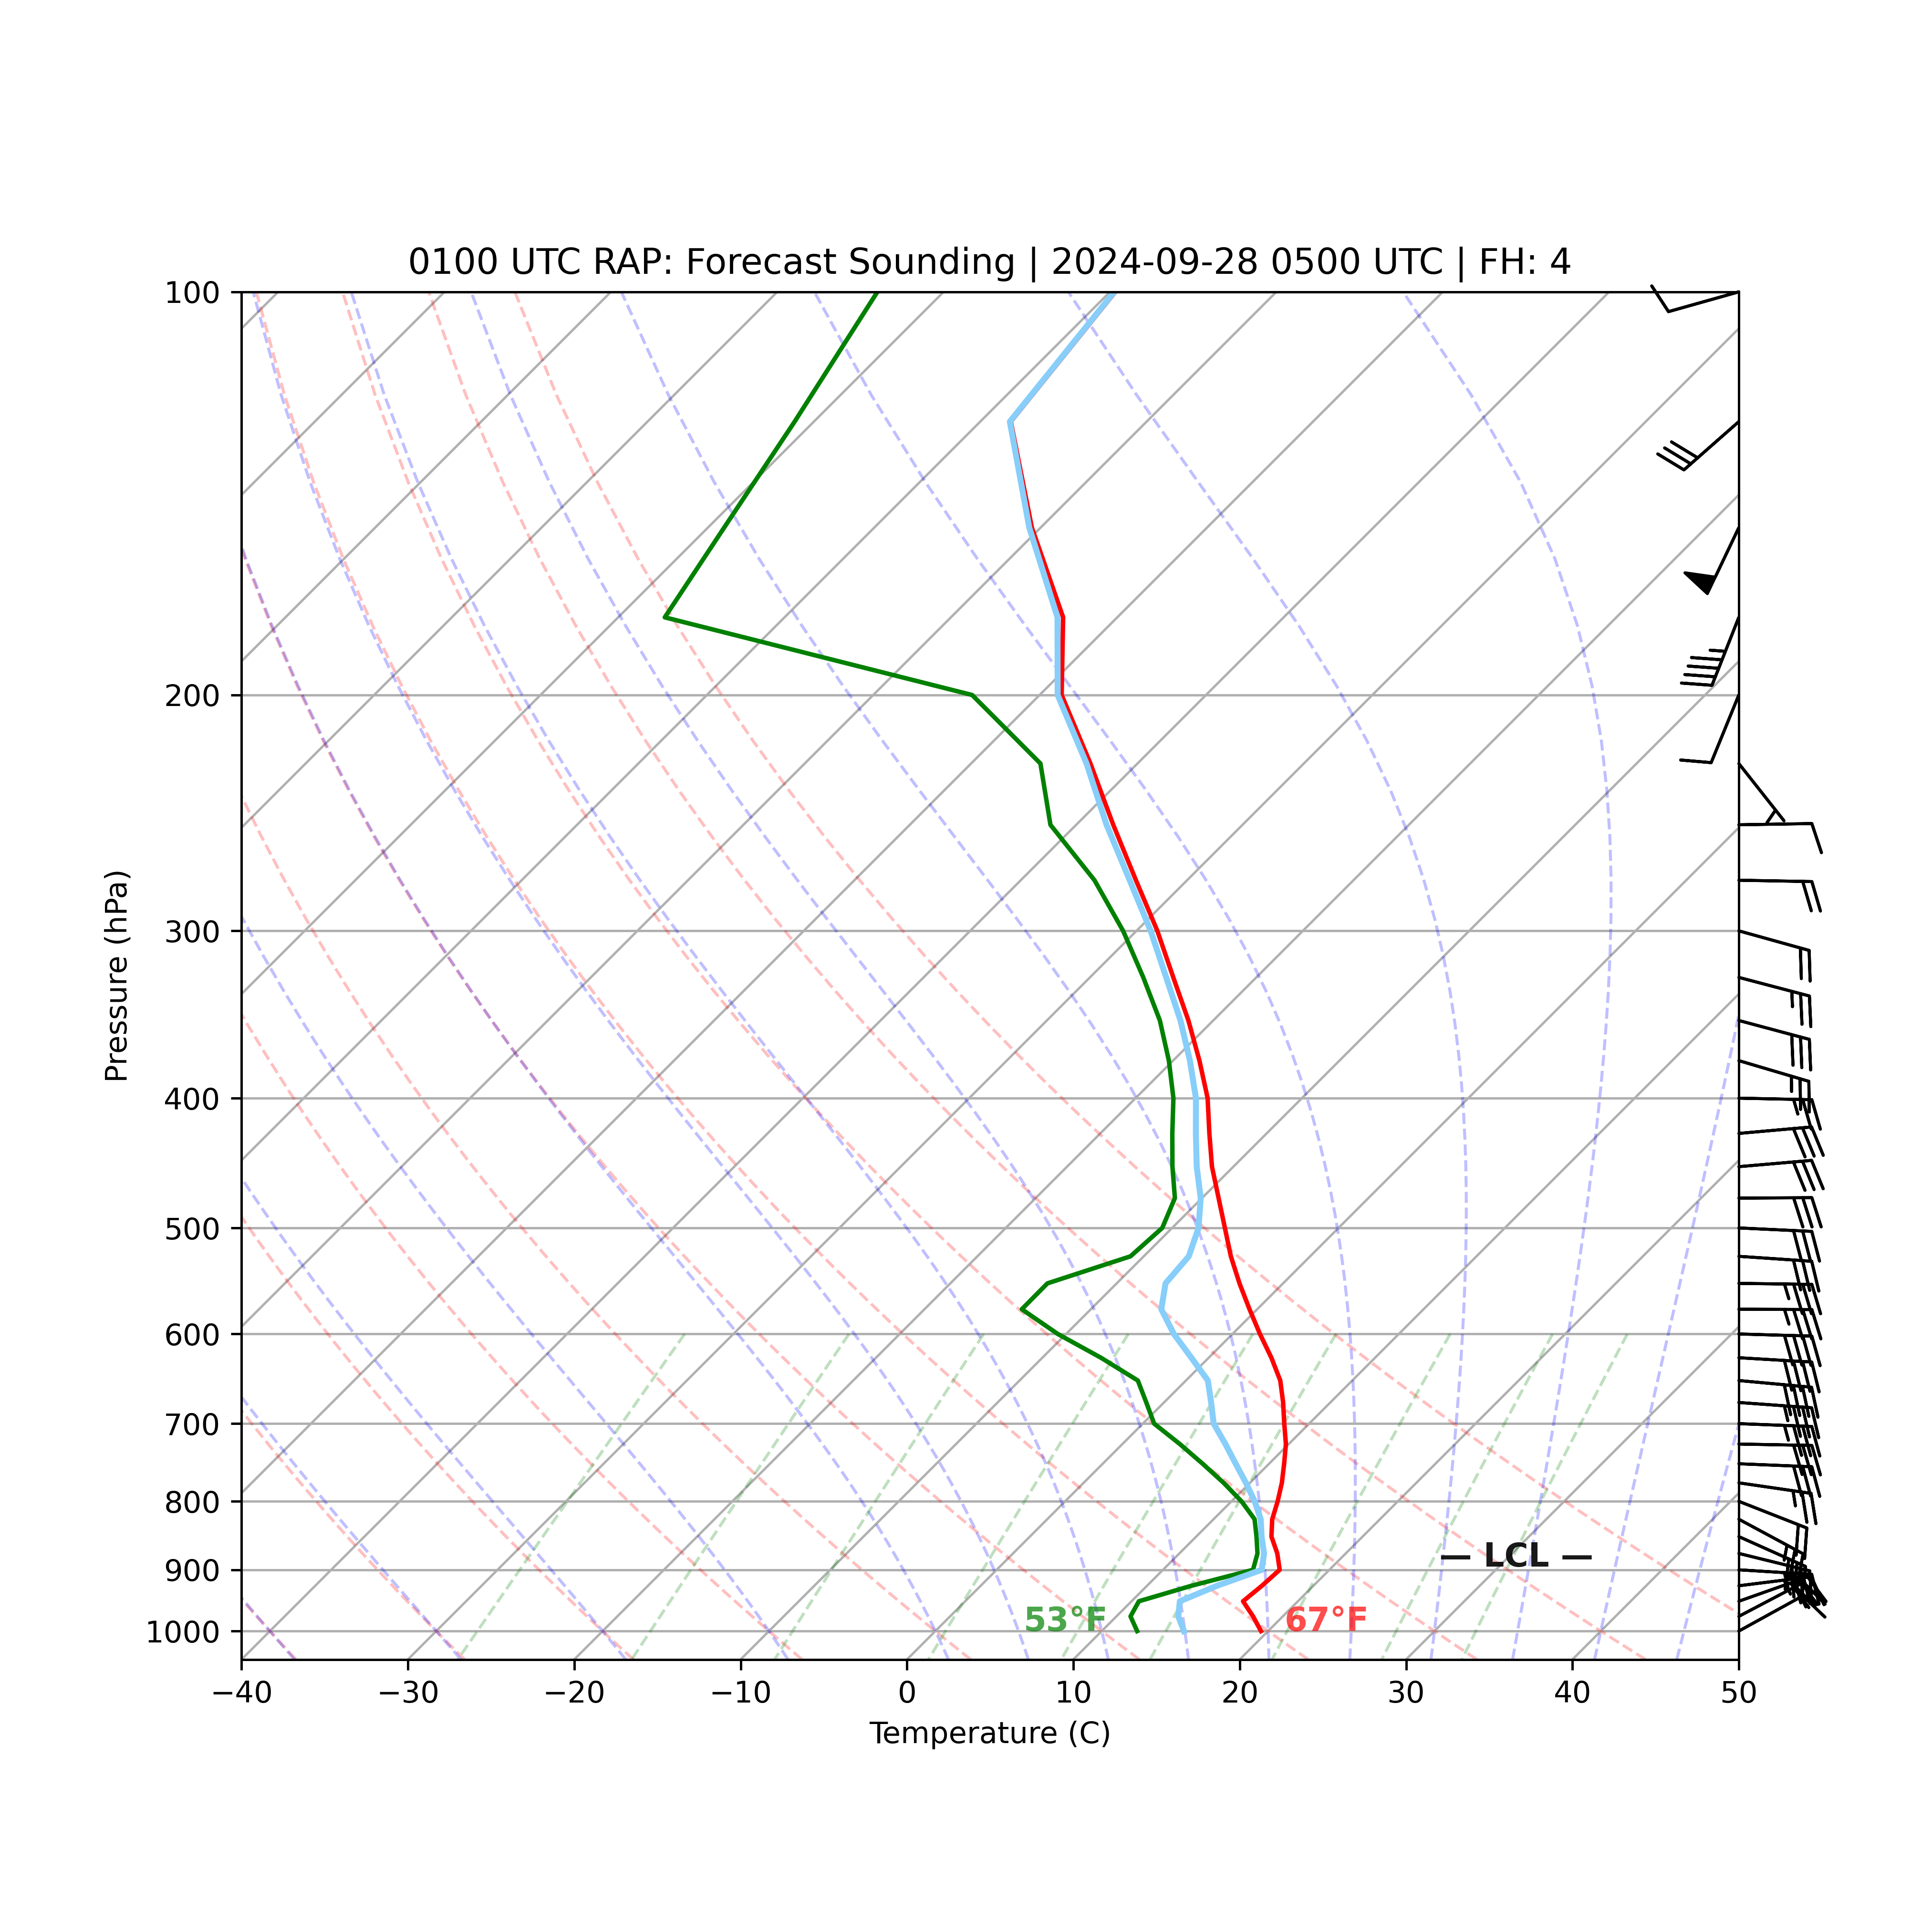 0100 UTC RAP: Forecast Sounding | 2024-09-28 0500 UTC | FH: 4
100
200
300
400
500
600
700
800
900
1000
Pressure (hPa)
— LCL —
53°F
67°F
−40 −30 −20 −10 0 10 20 30 40 50
Temperature (C)